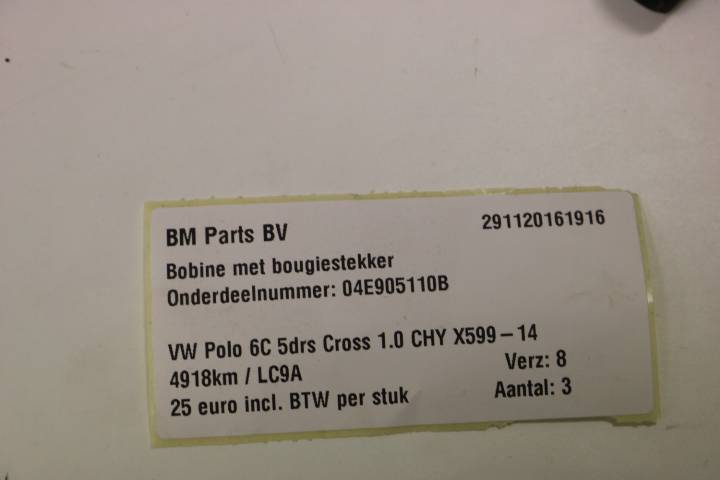 BM Parts BV 291120161916
Bobine met bougiestekker
Onderdeelnummer: 04E905110B
VW Polo 6C 5drs Cross 1.0 CHY X599-14
4918km / LC9A Verz: 8
25 euro incl. BTW per stuk Aantal: 3